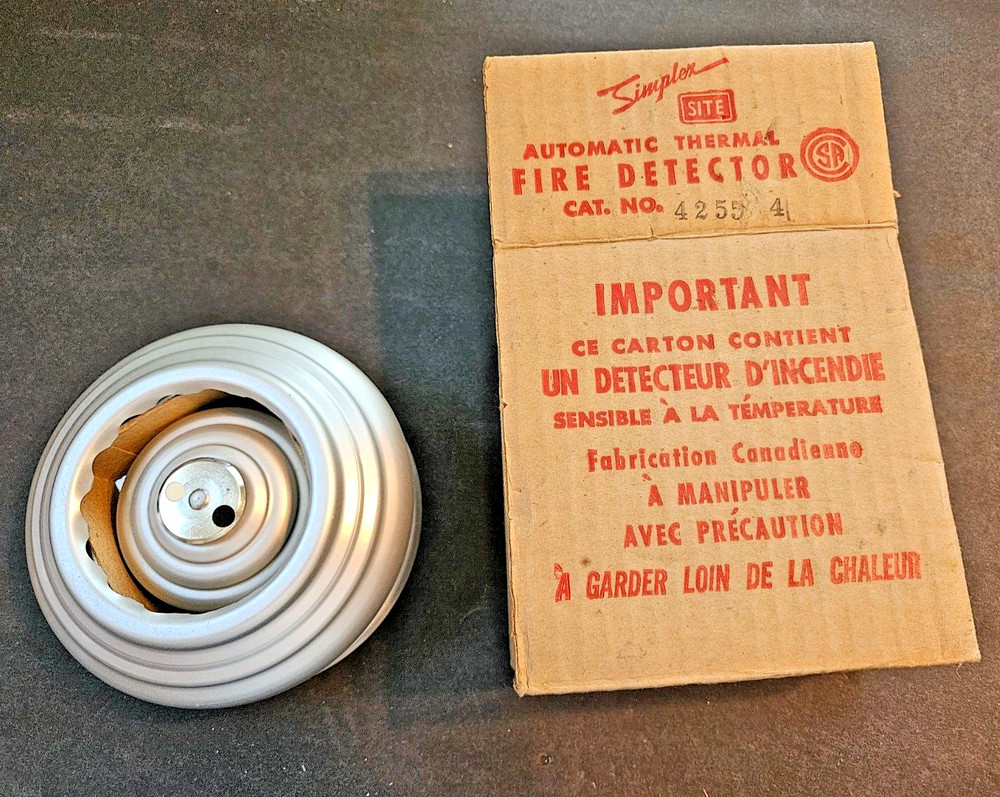 Simplex
SITE
AUTOMATIC THERMAL
FIRE DETECTOR
CSA
CAT. NO. 4255 4
IMPORTANT
CE CARTON CONTIENT
UN DETECTEUR D'INCENDIE
SENSIBLE À LA TÉMPERATURE
Fabrication Canadienne
À MANIPULER
AVEC PRÉCAUTION
À GARDER LOIN DE LA CHALEUR